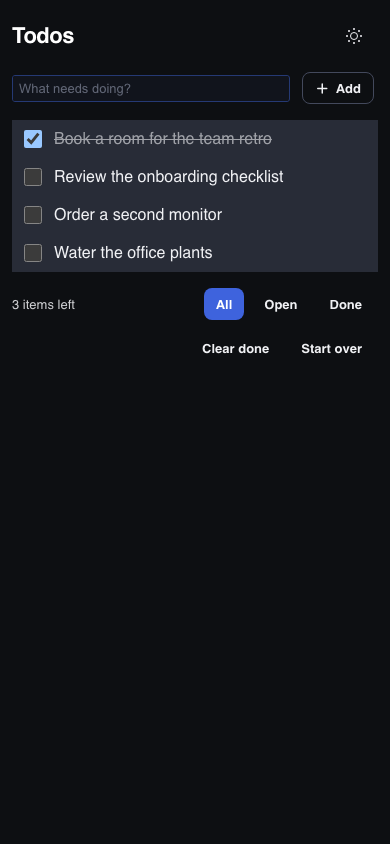 Todos
What needs doing?
Add
Book a room for the team retro
Review the onboarding checklist
Order a second monitor
Water the office plants
3 items left
All
Open
Done
Clear done
Start over